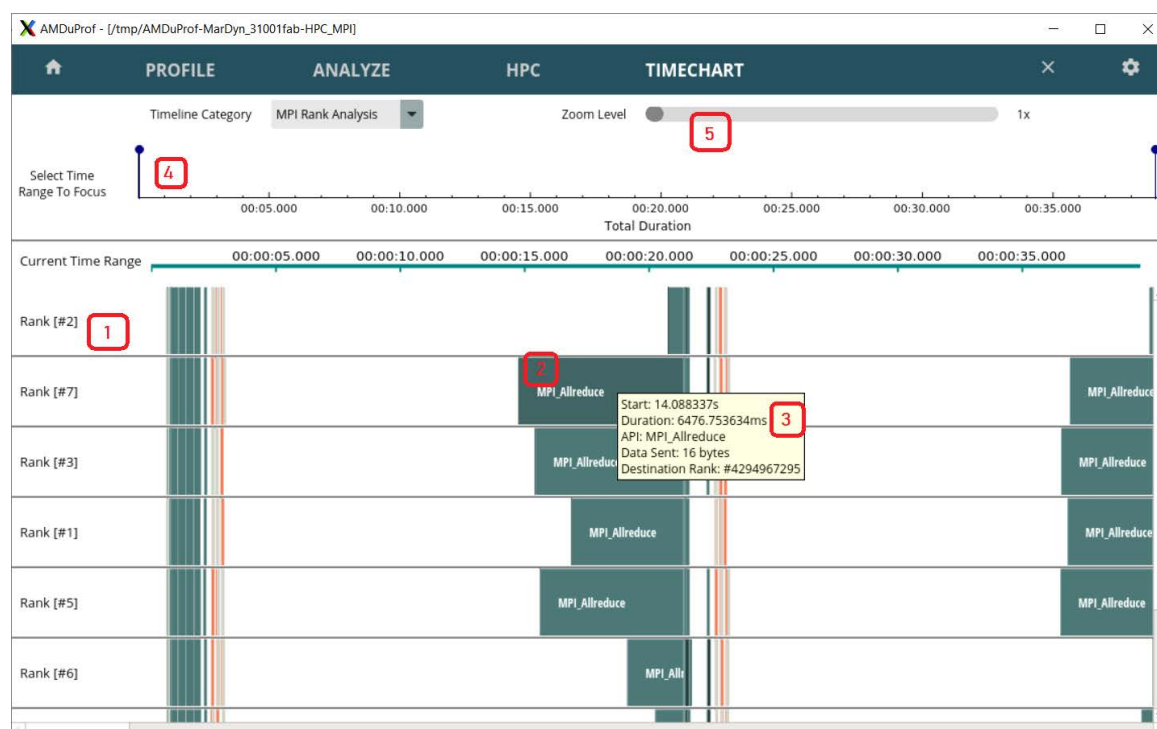 AMDuProf - [/tmp/AMDuProf-MarDyn_31001fab-HPC_MPI]
PROFILE ANALYZE HPC TIMECHART
Timeline Category MPI Rank Analysis Zoom Level 1x
5
4
Select Time
Range To Focus
00:05.000 00:10.000 00:15.000 00:20.000 00:25.000 00:30.000 00:35.000
Total Duration
Current Time Range 00:00:05.000 00:00:10.000 00:00:15.000 00:00:20.000 00:00:25.000 00:00:30.000 00:00:35.000
Rank [#2] 1
2
Rank [#7] MPI_Allreduce MPI_Allreduce
Start: 14.088337s
Duration: 6476.753634ms 3
API: MPI_Allreduce
Data Sent: 16 bytes
Destination Rank: #4294967295
Rank [#3] MPI_Allreduc MPI_Allreduce
Rank [#1] MPI_Allreduce MPI_Allreduce
Rank [#5] MPI_Allreduce MPI_Allreduce
Rank [#6] MPI_Allr